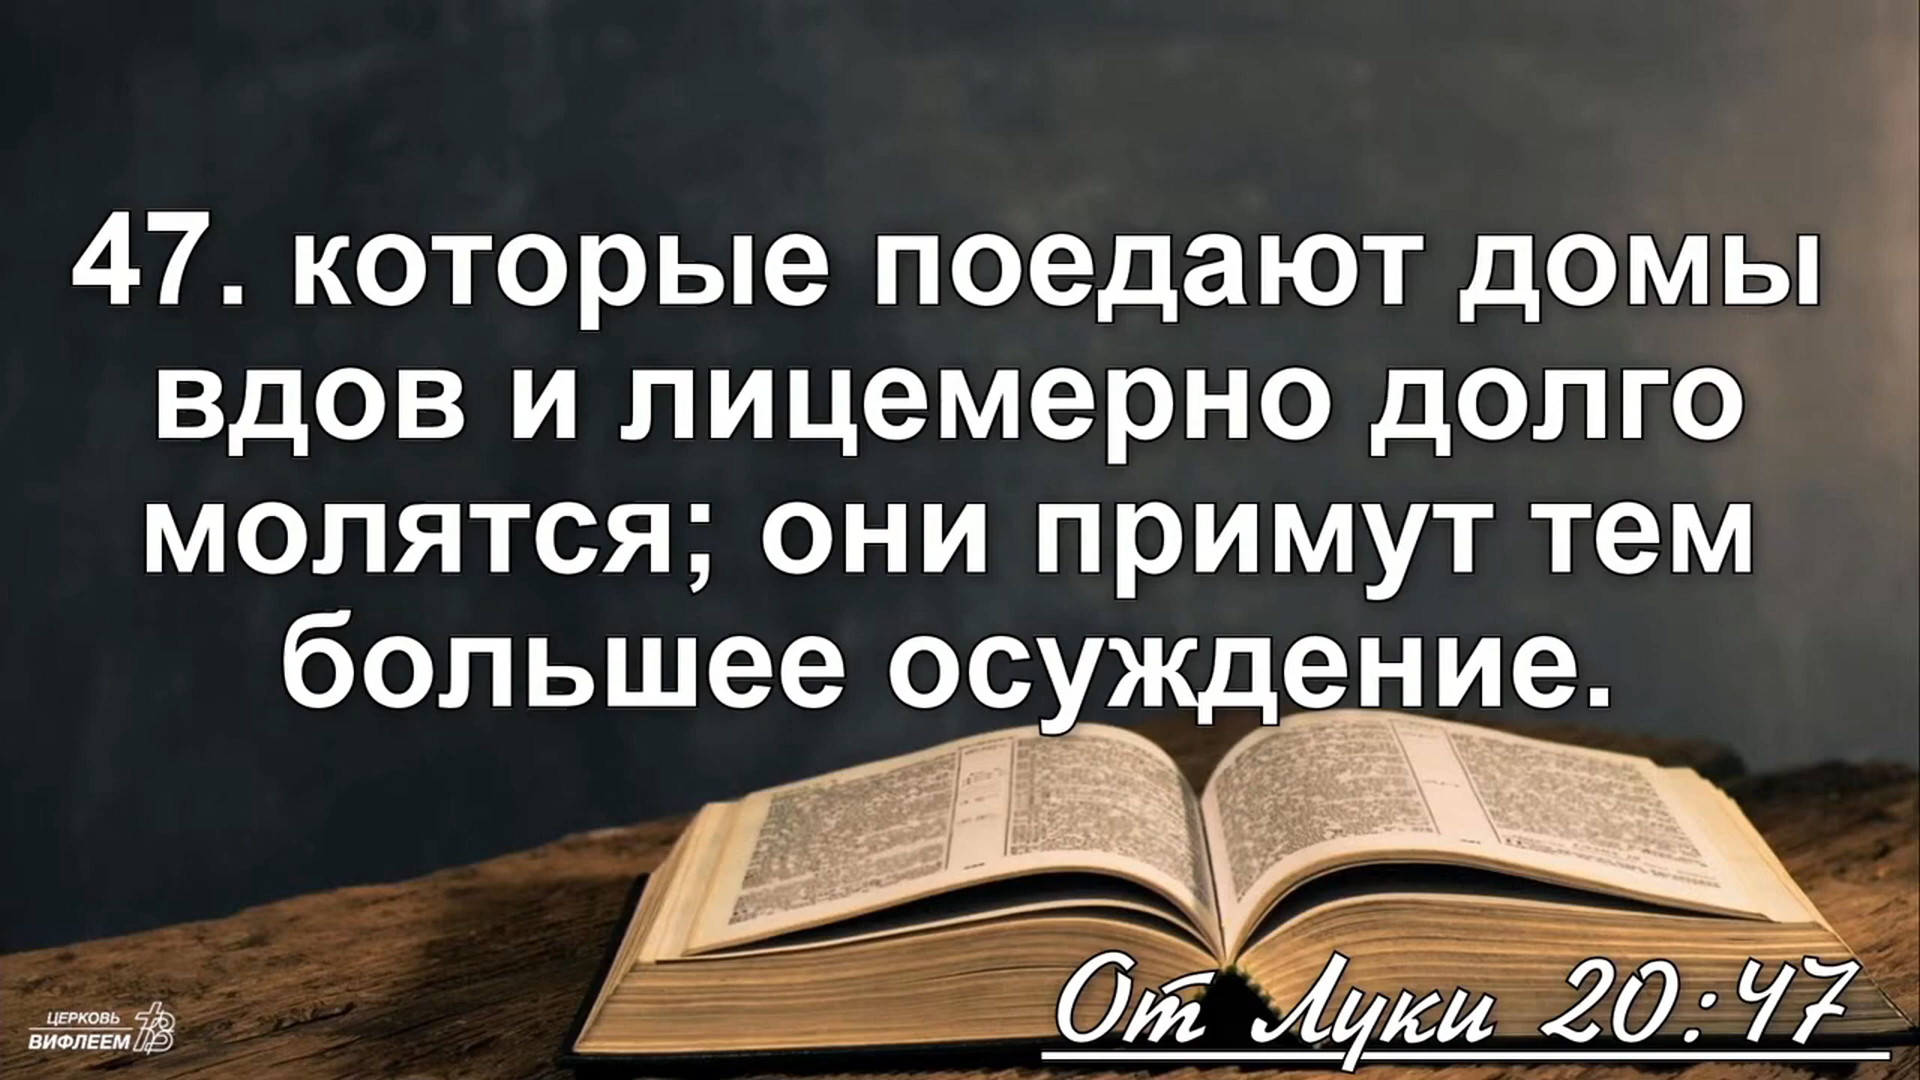 47. которые поедают домы
вдов и лицемерно долго
молятся; они примут тем
большее осуждение.
От Луки 20:47
ЦЕРКОВЬ
ВИФЛЕЕМ